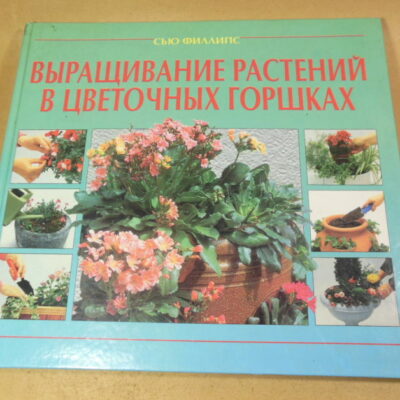 СЬЮ ФИЛЛИПС
ВЫРАЩИВАНИЕ РАСТЕНИЙ
В ЦВЕТОЧНЫХ ГОРШКАХ